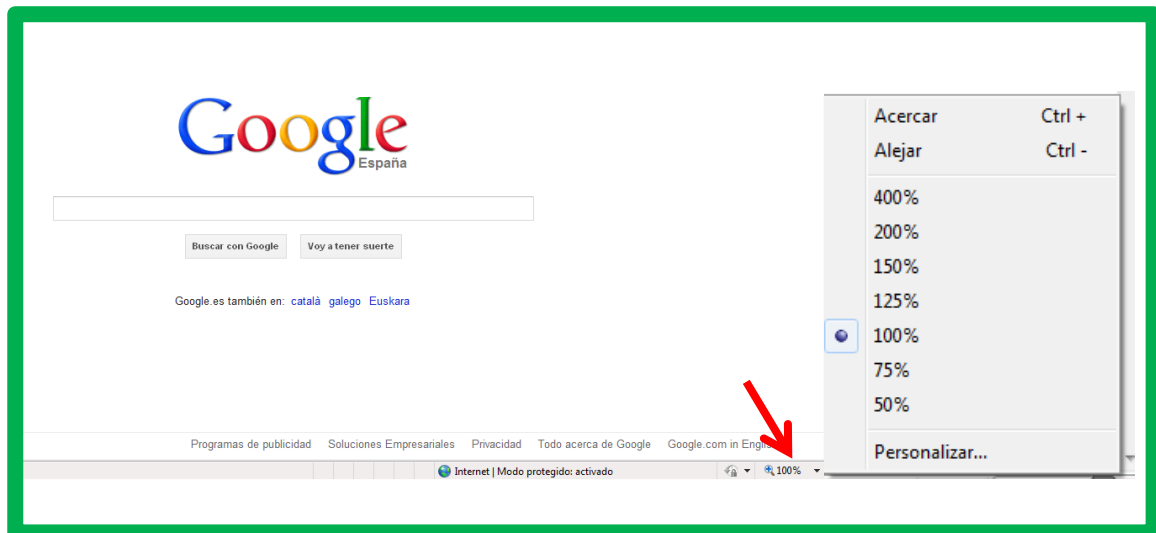 Google
España
Buscar con Google Voy a tener suerte
Google.es también en: català galego Euskara
Programas de publicidad Soluciones Empresariales Privacidad Todo acerca de Google Google.com in
Internet | Modo protegido: activado 100%
Acercar Ctrl +
Alejar Ctrl -
400%
200%
150%
125%
100%
75%
50%
Personalizar...